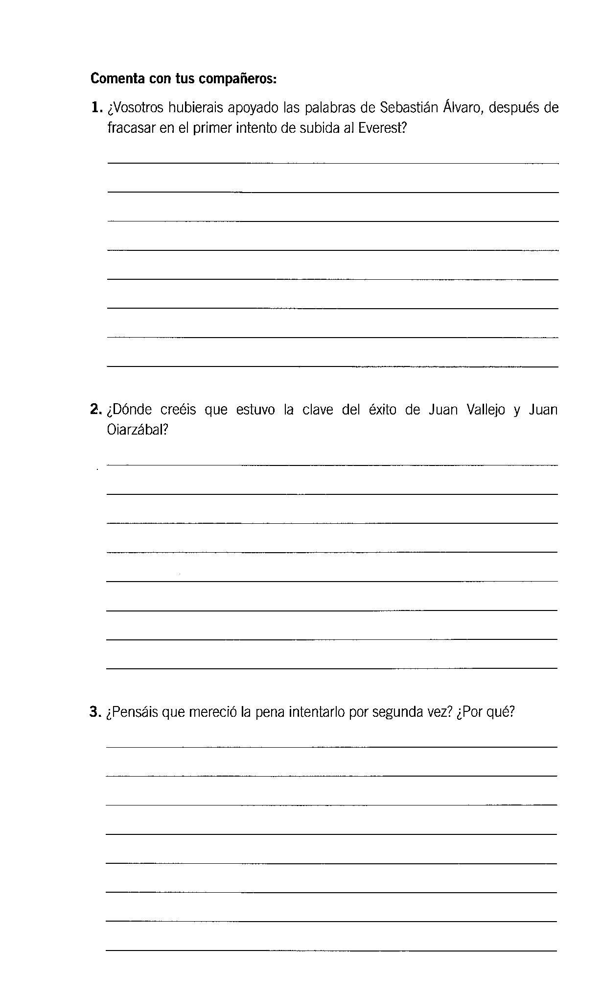 Comenta con tus compañeros:
1. ¿Vosotros hubierais apoyado las palabras de Sebastián Álvaro, después de
fracasar en el primer intento de subida al Everest?
2. ¿Dónde creéis que estuvo la clave del éxito de Juan Vallejo y Juan
Oiarzábal?
3. ¿Pensáis que mereció la pena intentarlo por segunda vez? ¿Por qué?